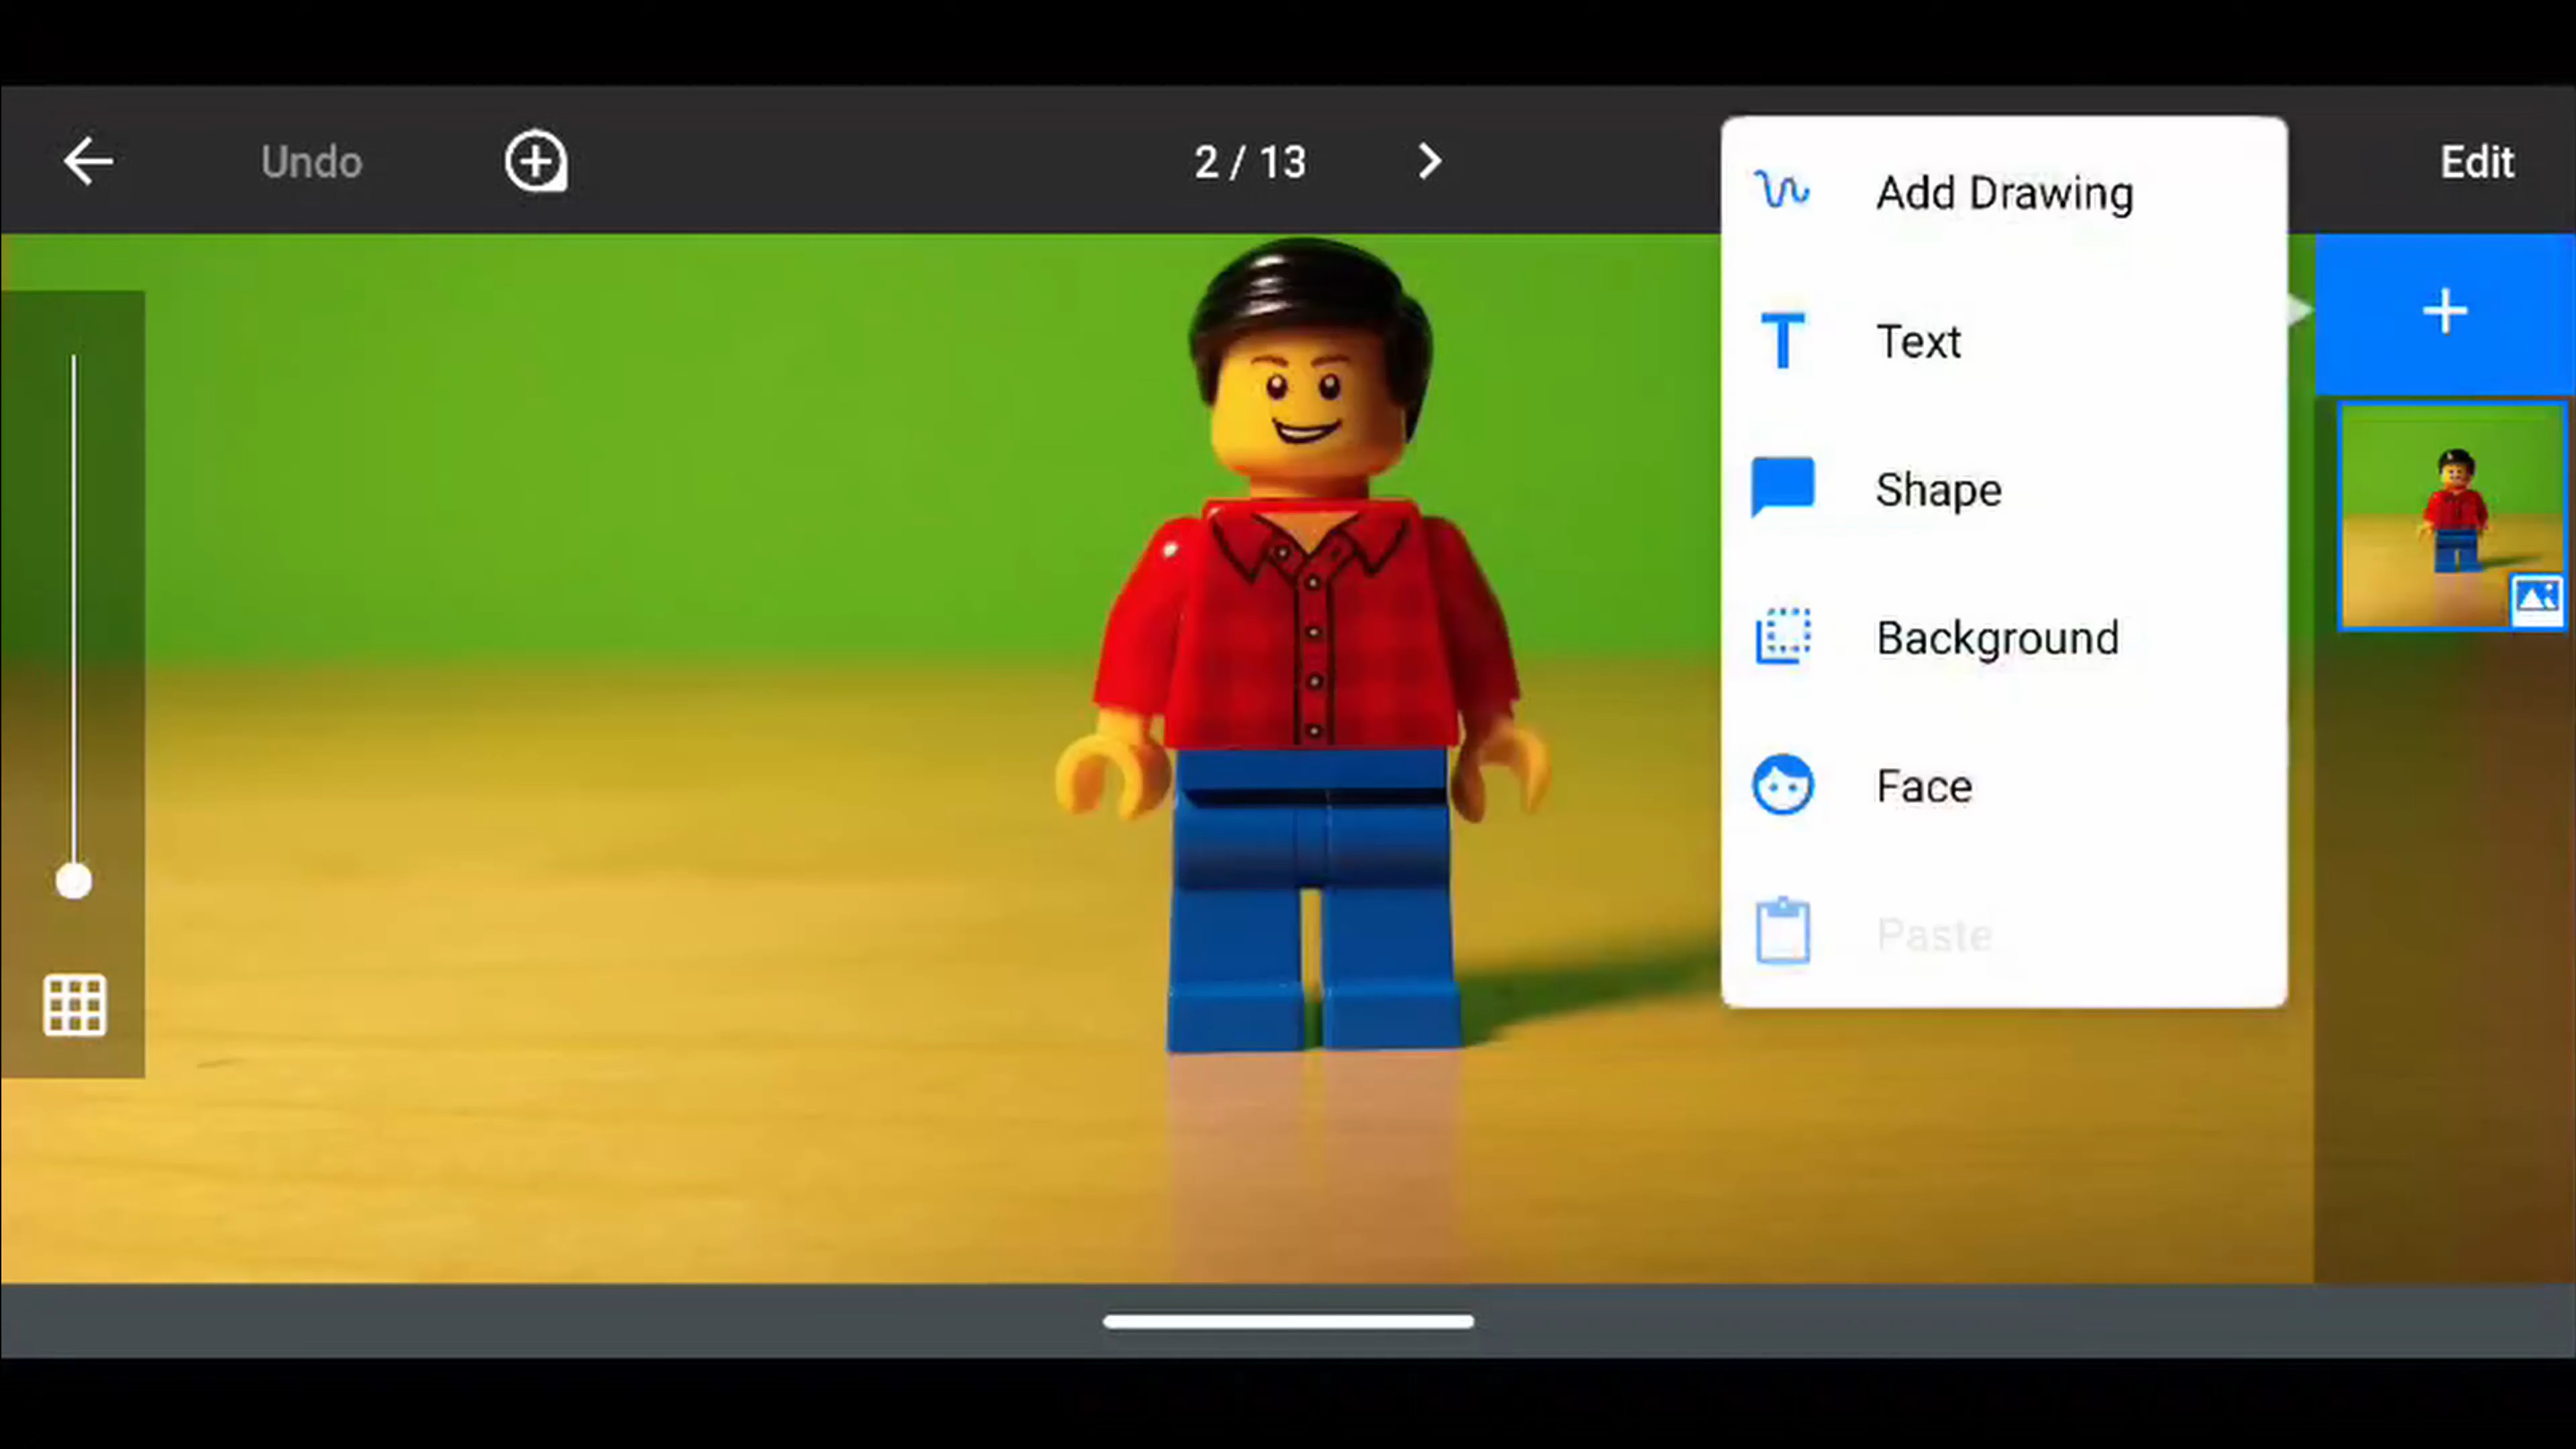 Undo
2 / 13
Edit
Add Drawing
Text
Shape
Background
Face
Paste